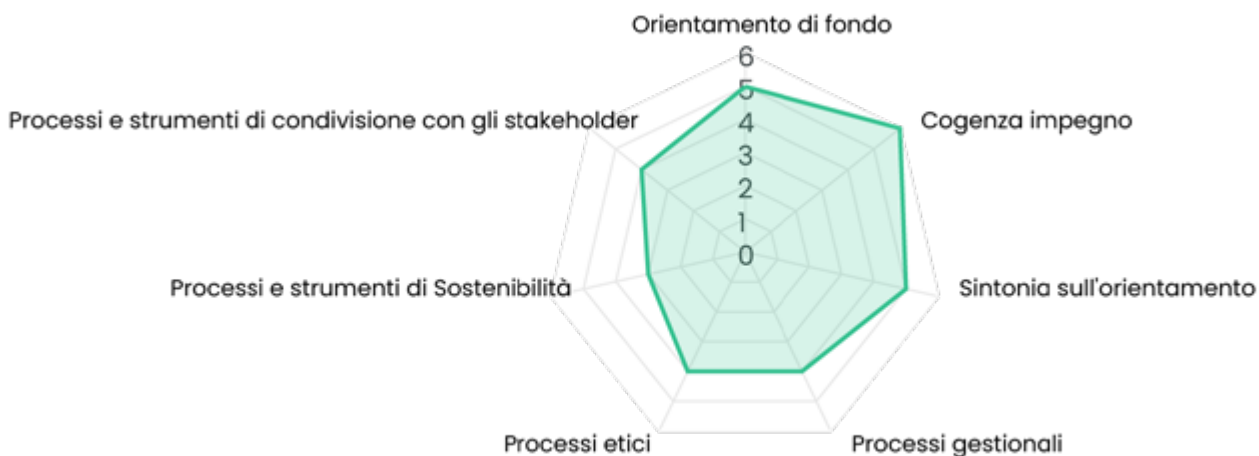 Orientamento di fondo
6
5
Processi e strumenti di condivisione con gli stakeholder
4
Cogenza impegno
3
2
1
0
Processi e strumenti di Sostenibilità
Sintonia sull'orientamento
Processi etici
Processi gestionali